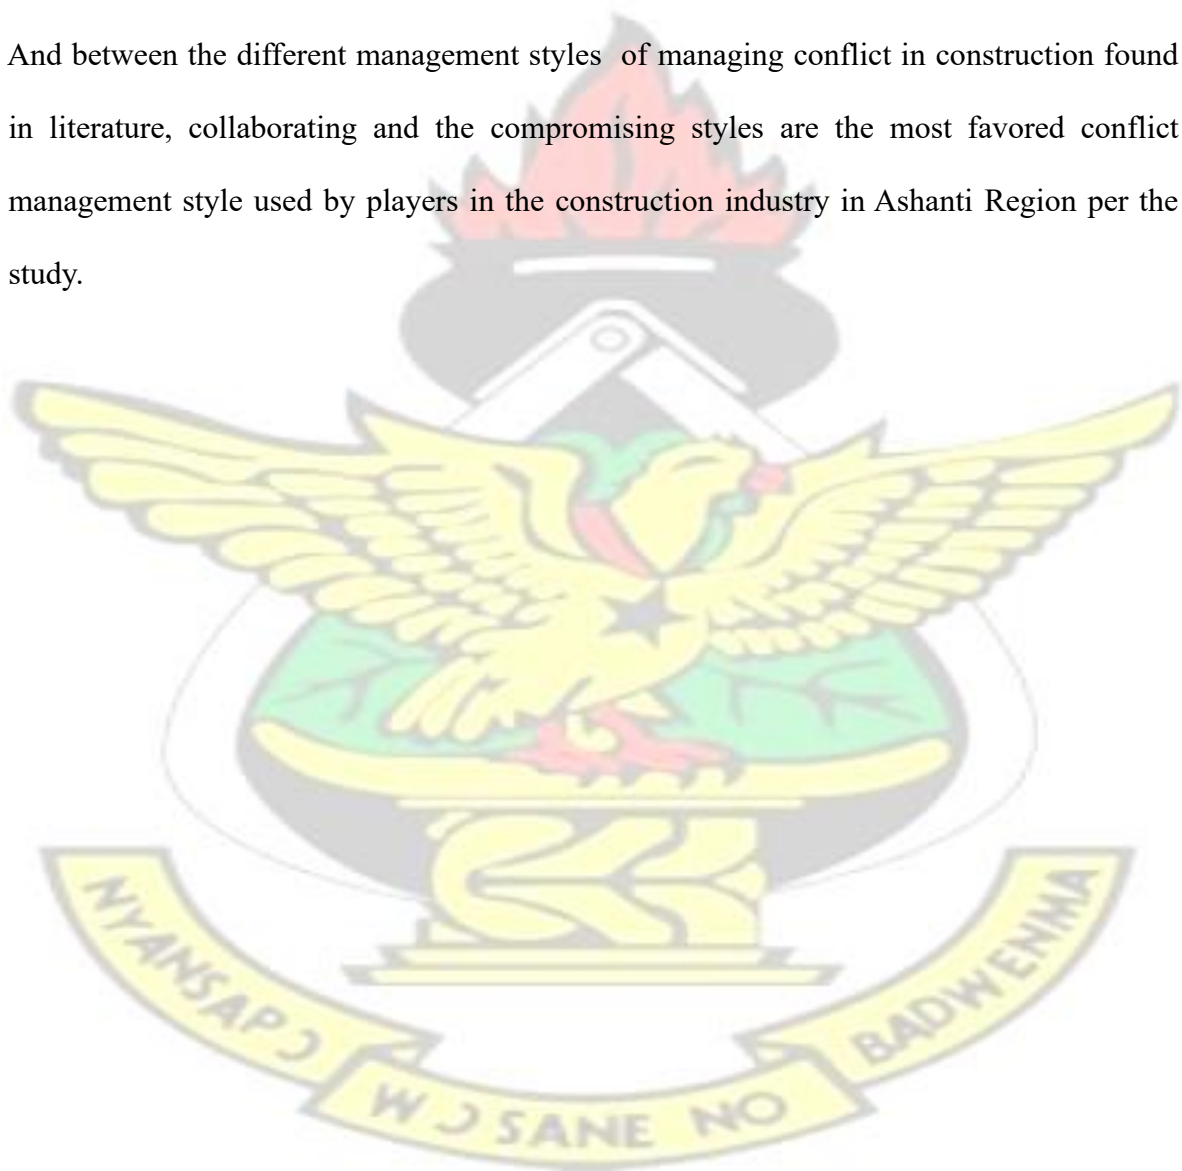 And between the different management styles  of managing conflict in construction found
in literature, collaborating and the compromising styles are the most favored conflict
management style used by players in the construction industry in Ashanti Region per the
study.
NYANSAPƆ
WƆSANE NO
BADWENMA